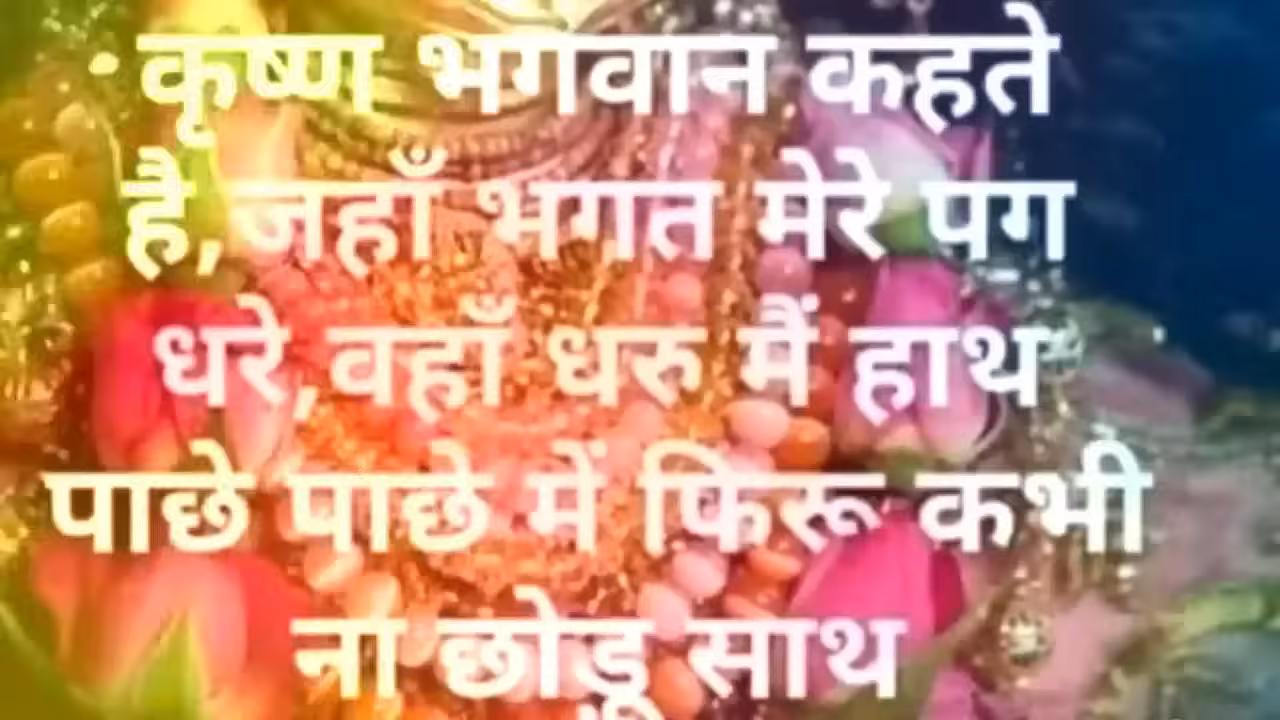 कृष्ण भगवान कहते
है,जहाँ भगत मेरे पग
धरे,वहाँ धरु मैं हाथ
पाछे पाछे में फिरू कभी
ना छोडू साथ